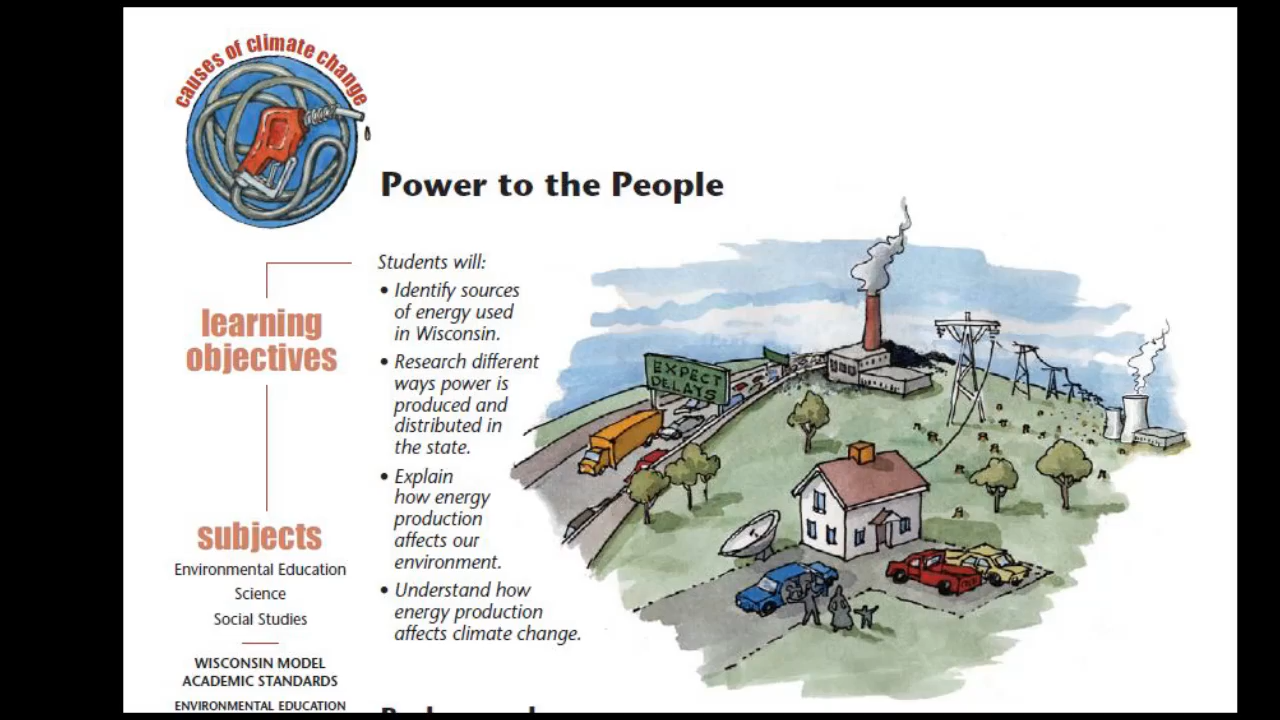 causes of climate change
Power to the People
learning
objectives
Students will:
• Identify sources
of energy used
in Wisconsin.
• Research different
ways power is
produced and
distributed in
the state.
• Explain
how energy
production
affects our
environment.
• Understand how
energy production
affects climate change.
EXPECT
DELAYS
subjects
Environmental Education
Science
Social Studies
WISCONSIN MODEL
ACADEMIC STANDARDS
ENVIRONMENTAL EDUCATION